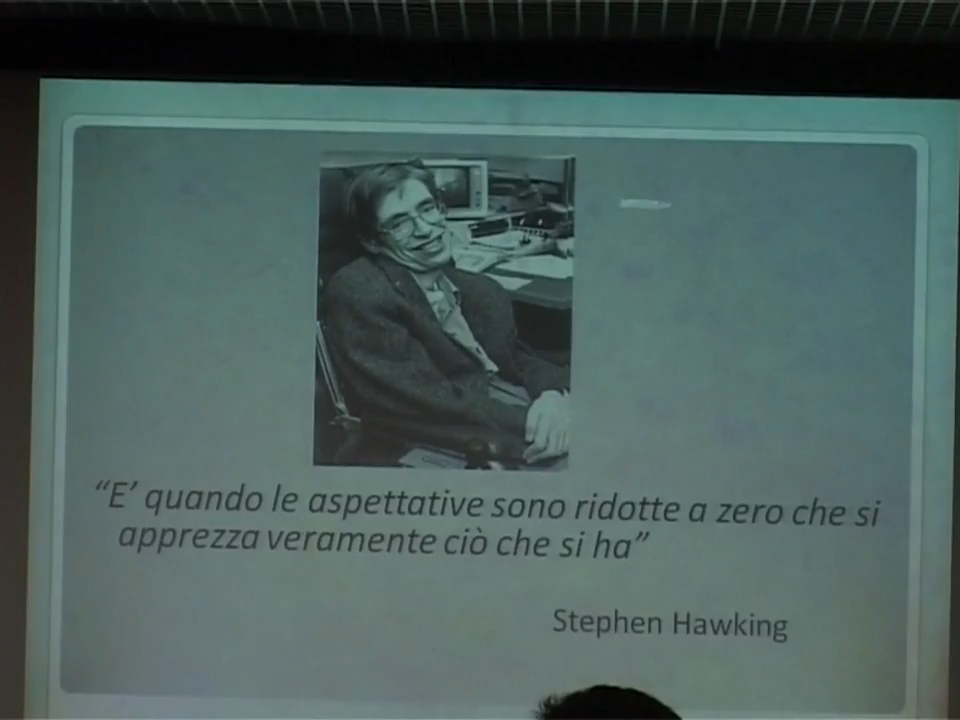 “E’ quando le aspettative sono ridotte a zero che si
apprezza veramente ciò che si ha”
Stephen Hawking